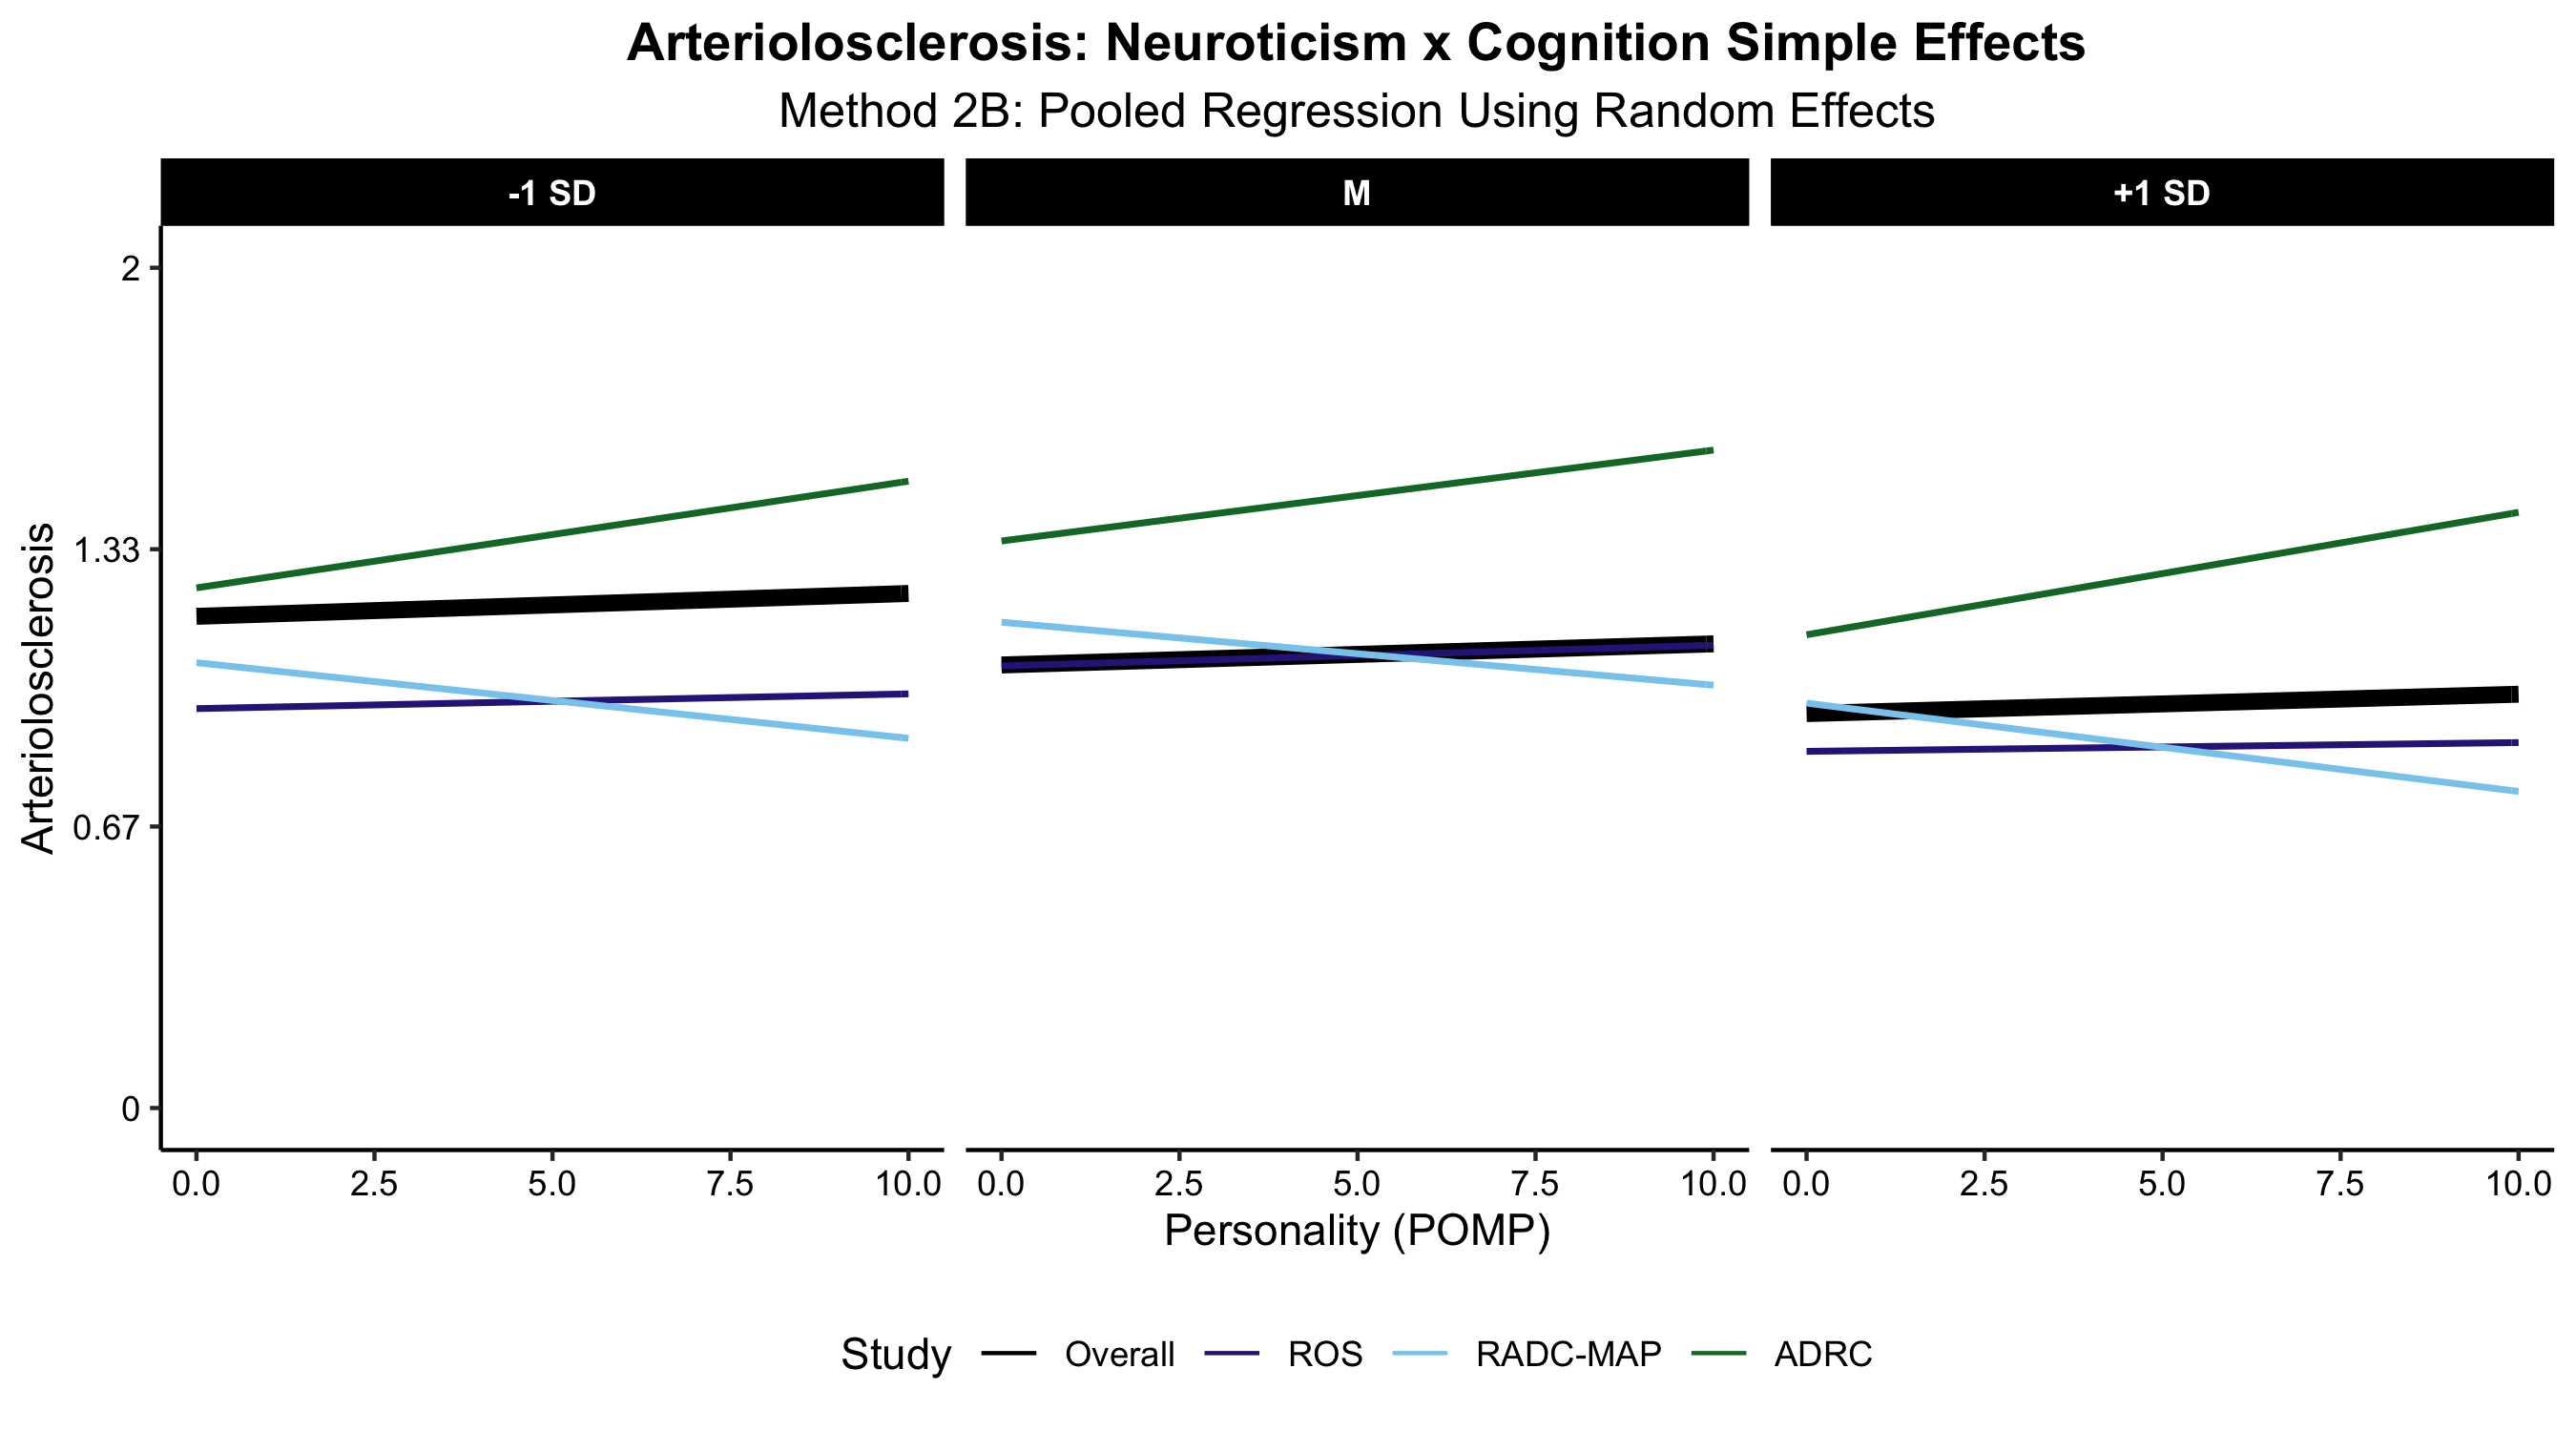 Arteriolosclerosis: Neuroticism x Cognition Simple Effects
Method 2B: Pooled Regression Using Random Effects
-1 SD M +1 SD
Arteriolosclerosis
2
1.33
0.67
0
0.0 2.5 5.0 7.5 10.0 0.0 2.5 5.0 7.5 10.0 0.0 2.5 5.0 7.5 10.0
Personality (POMP)
Study Overall ROS RADC-MAP ADRC